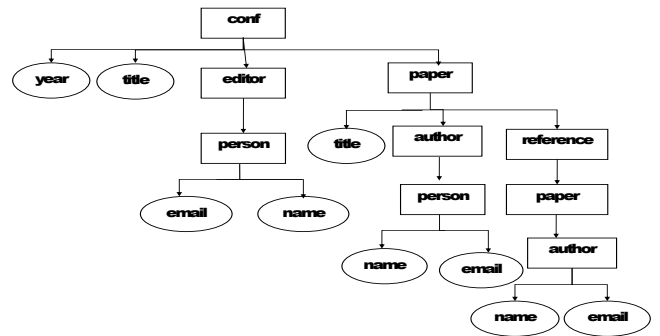 conf
year
title
editor
paper
person
title
author
reference
email
name
person
paper
name
email
author
name
email